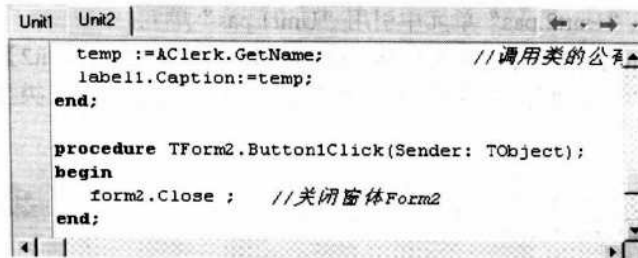 Unit1 Unit2
temp :=AClerk.GetName; //调用类的公有
label1.Caption:=temp;
end;
procedure TForm2.Button1Click(Sender: TObject);
begin
form2.Close ; //关闭窗体Form2
end;